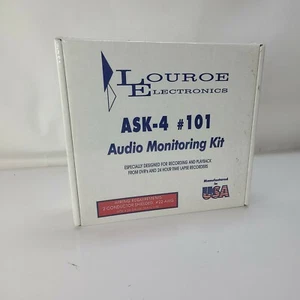 LOUROE
ELECTRONICS
ASK-4 #101
Audio Monitoring Kit
ESPECIALLY DESIGNED FOR RECORDING AND PLAYBACK
FROM DVR's AND 24 HOUR TIME LAPSE RECORDERS
Manufactured
in
USA